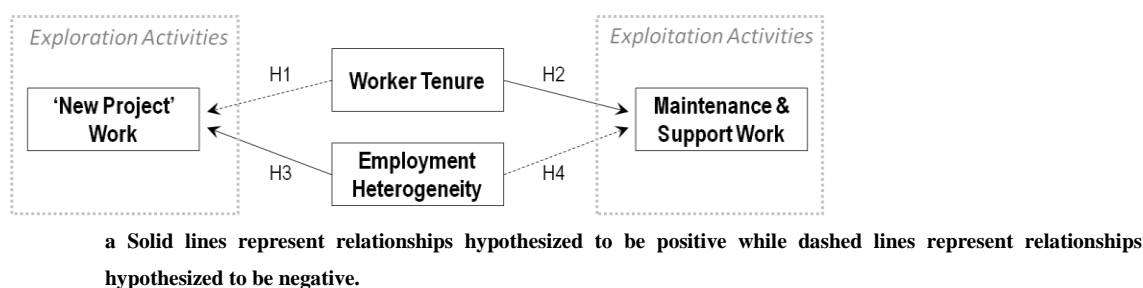 Exploration Activities
Exploitation Activities
H1
Worker Tenure
H2
‘New Project’
Work
Maintenance &
Support Work
H3
Employment
Heterogeneity
H4
a Solid lines represent relationships hypothesized to be positive while dashed lines represent relationships
hypothesized to be negative.